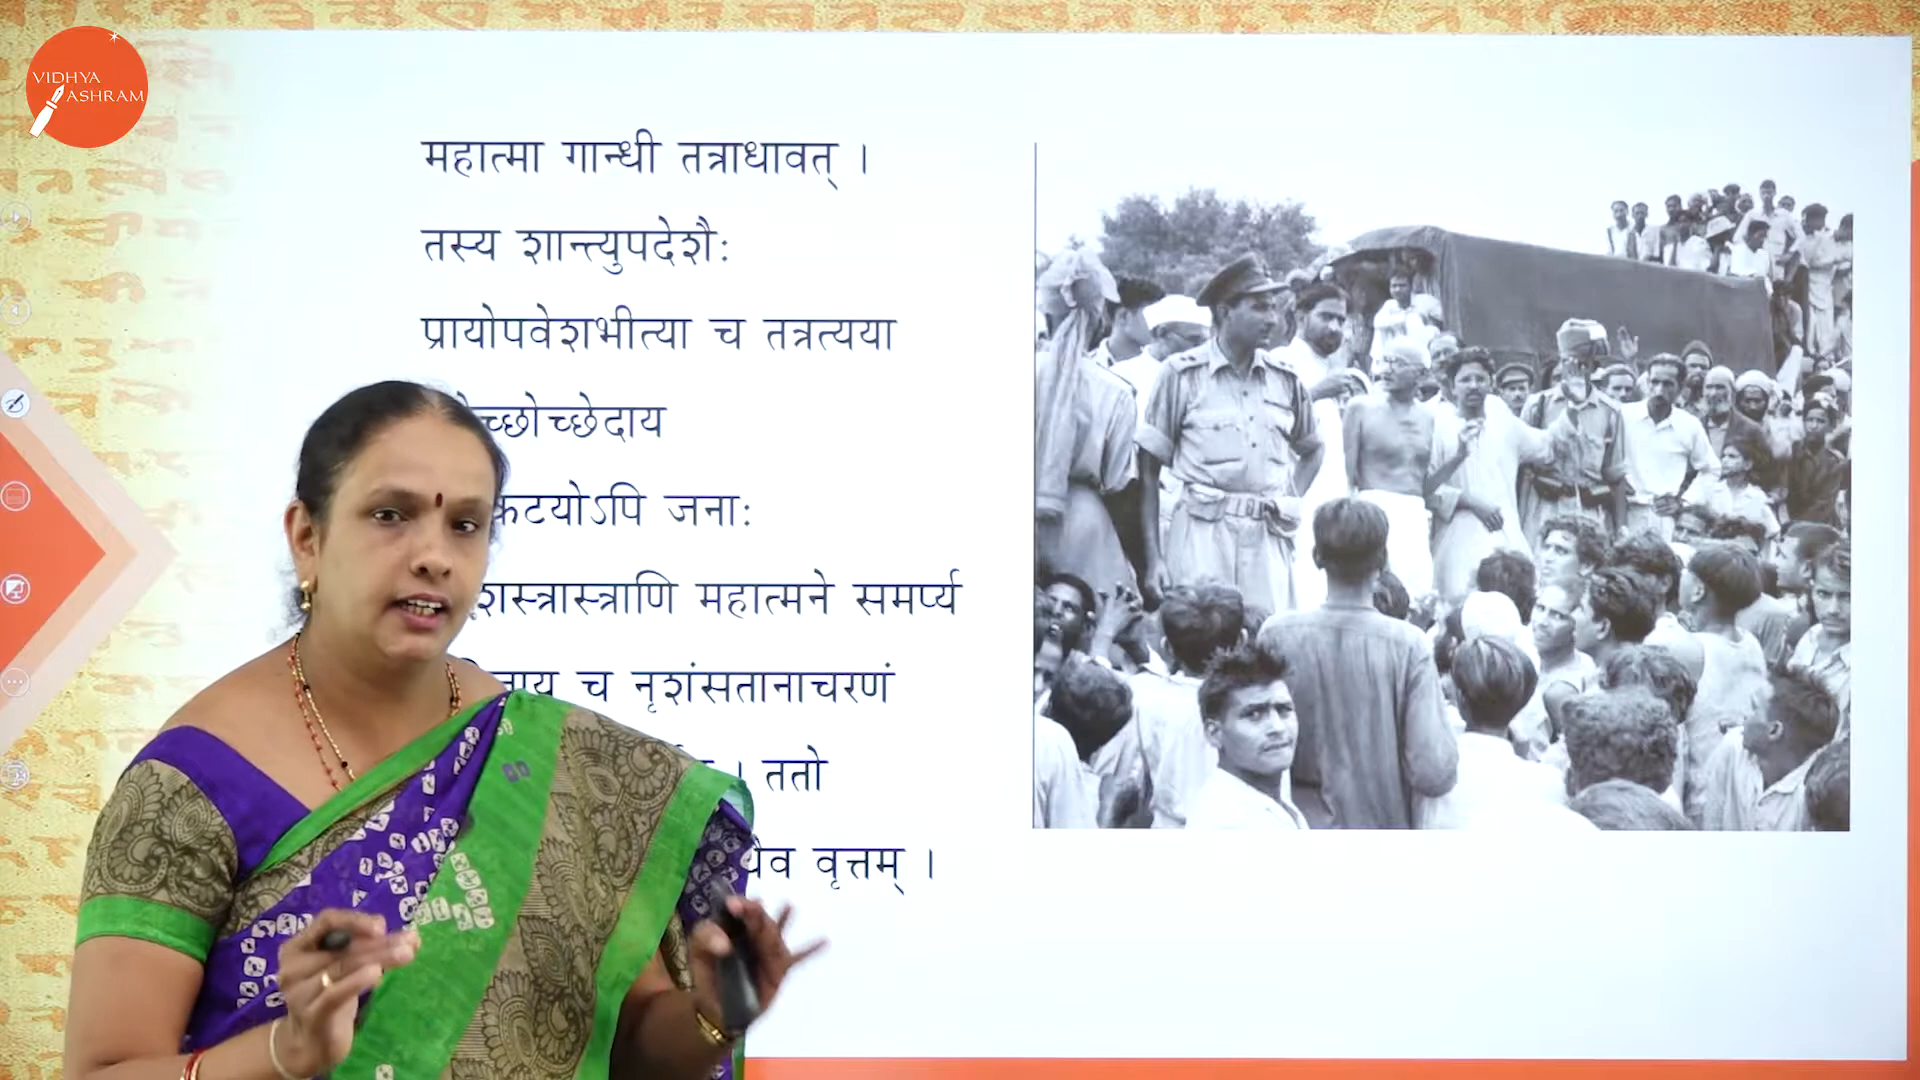 VIDHYA
ASHRAM
महात्मा गान्धी तत्राधावत् ।
तस्य शान्त्युपदेशैः
प्रायोपवेशभीत्या च तत्रत्यया
च्छोच्छेदाय
कटयोऽपि जनाः
शस्त्रास्त्राणि महात्मने समर्प्य
च नृशंसतानाचरणं
। ततो
वृत्तम् ।